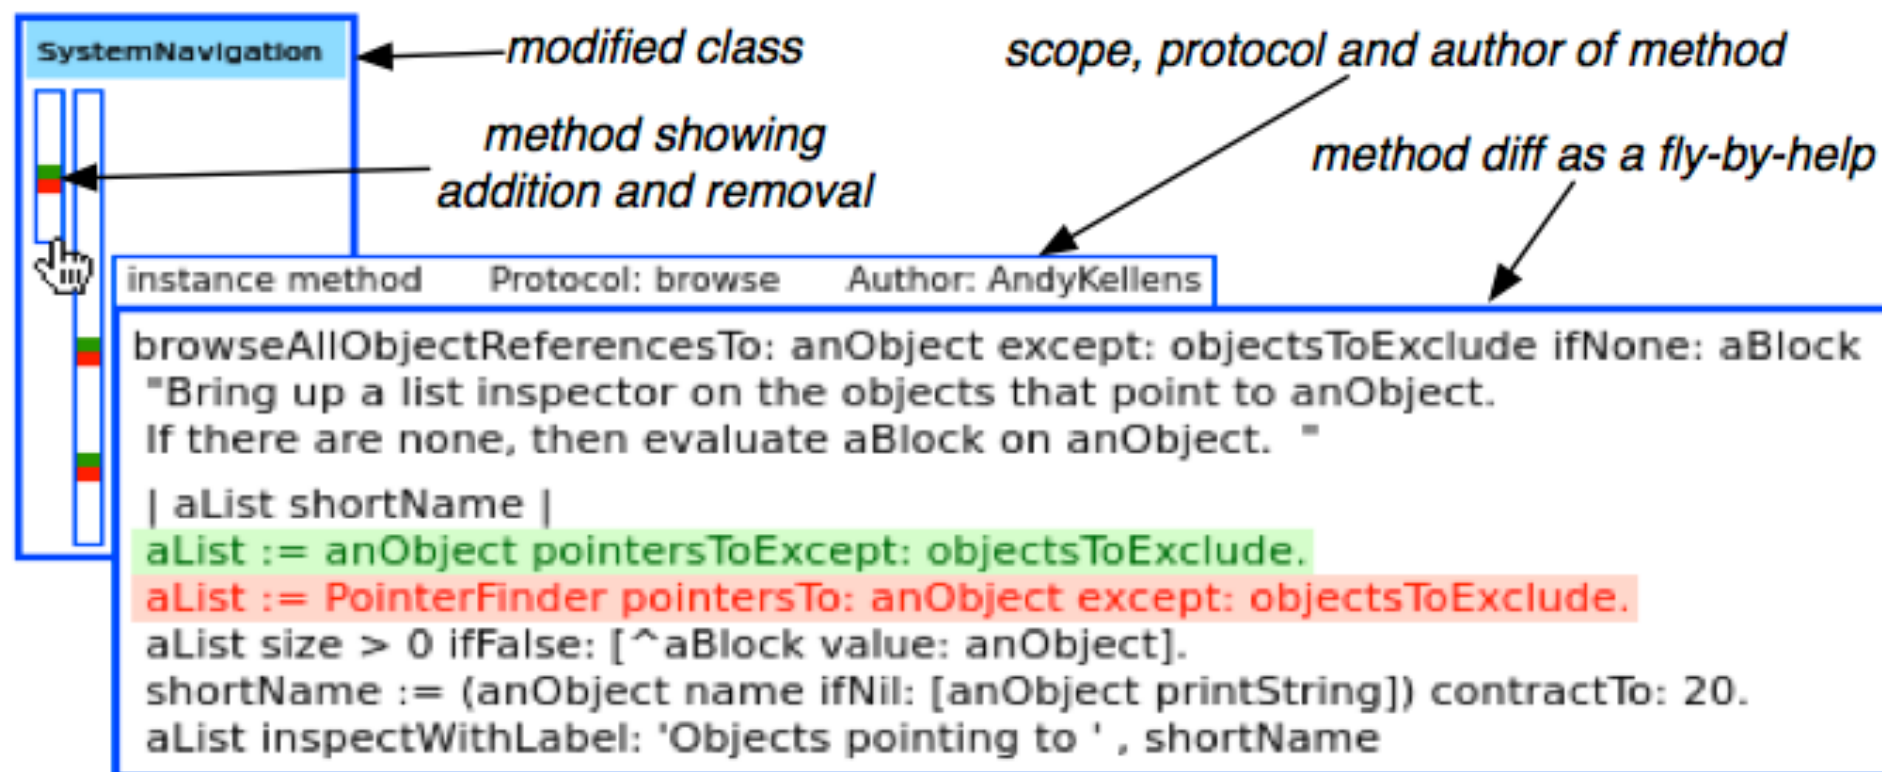 SystemNavigation
modified class
scope, protocol and author of method
method showing
addition and removal
method diff as a fly-by-help
instance method Protocol: browse Author: AndyKellens
browseAllObjectReferencesTo: anObject except: objectsToExclude ifNone: aBlock
"Bring up a list inspector on the objects that point to anObject.
If there are none, then evaluate aBlock on anObject. "
| aList shortName |
aList := anObject pointersToExcept: objectsToExclude.
aList := PointerFinder pointersTo: anObject except: objectsToExclude.
aList size > 0 ifFalse: [^aBlock value: anObject].
shortName := (anObject name ifNil: [anObject printString]) contractTo: 20.
aList inspectWithLabel: 'Objects pointing to ' , shortName